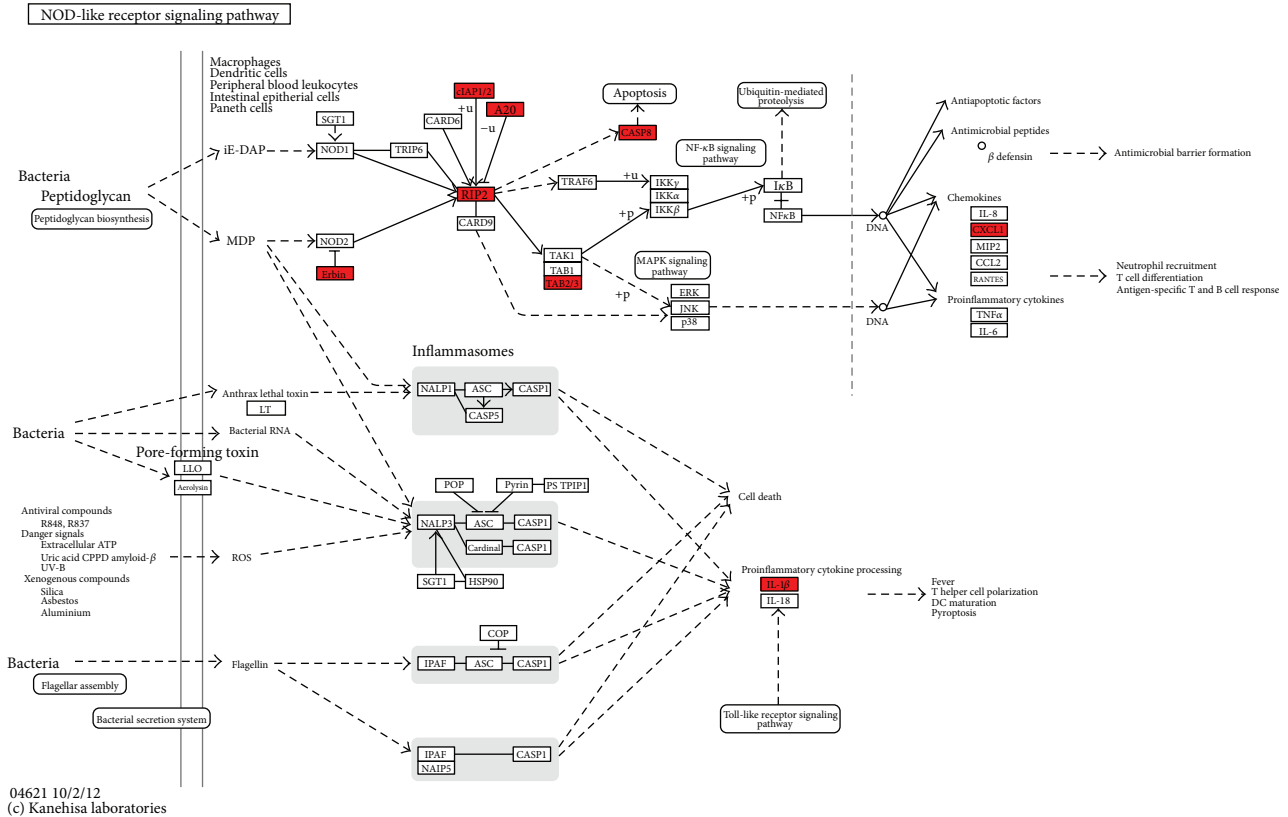 NOD-like receptor signaling pathway
Macrophages
Dendritic cells
Peripheral blood leukocytes
Intestinal epitherial cells
Paneth cells
SGT1
iE-DAP
NOD1
TRIP6
CARD6
cIAP1/2
+u
A20
−u
RIP2
CARD9
Bacteria
Peptidoglycan
Peptidoglycan biosynthesis
MDP
NOD2
Erbin
Apoptosis
CASP8
TRAF6
+u
IKKγ
IKKα
IKKβ
+p
NF-κB signaling
pathway
Ubiquitin-mediated
proteolysis
IκB
+p
NFκB
TAK1
TAB1
TAB2/3
+p
MAPK signaling
pathway
ERK
JNK
p38
DNA
DNA
Antiapoptotic factors
Antimicrobial peptides
β defensin
Antimicrobial barrier formation
Chemokines
IL-8
CXCL1
MIP2
CCL2
RANTES
Neutrophil recruitment
T cell differentiation
Antigen-specific T and B cell response
Proinflammatory cytokines
TNFα
IL-6
Inflammasomes
NALP1
ASC
CASP1
CASP5
Anthrax lethal toxin
LT
Bacteria
Bacterial RNA
Pore-forming toxin
LLO
Aerolysin
POP
Pyrin
PS TPIP1
NALP3
ASC
CASP1
Cardinal
CASP1
SGT1
HSP90
Antiviral compounds
R848, R837
Danger signals
Extracellular ATP
Uric acid CPPD amyloid-β
UV-B
Xenogenous compounds
Silica
Asbestos
Aluminium
ROS
Cell death
Proinflammatory cytokine processing
IL-1β
IL-18
Fever
T helper cell polarization
DC maturation
Pyroptosis
COP
Bacteria
Flagellar assembly
Flagellin
IPAF
ASC
CASP1
Bacterial secretion system
Toll-like receptor signaling
pathway
IPAF
CASP1
NAIP5
04621 10/2/12
(c) Kanehisa laboratories